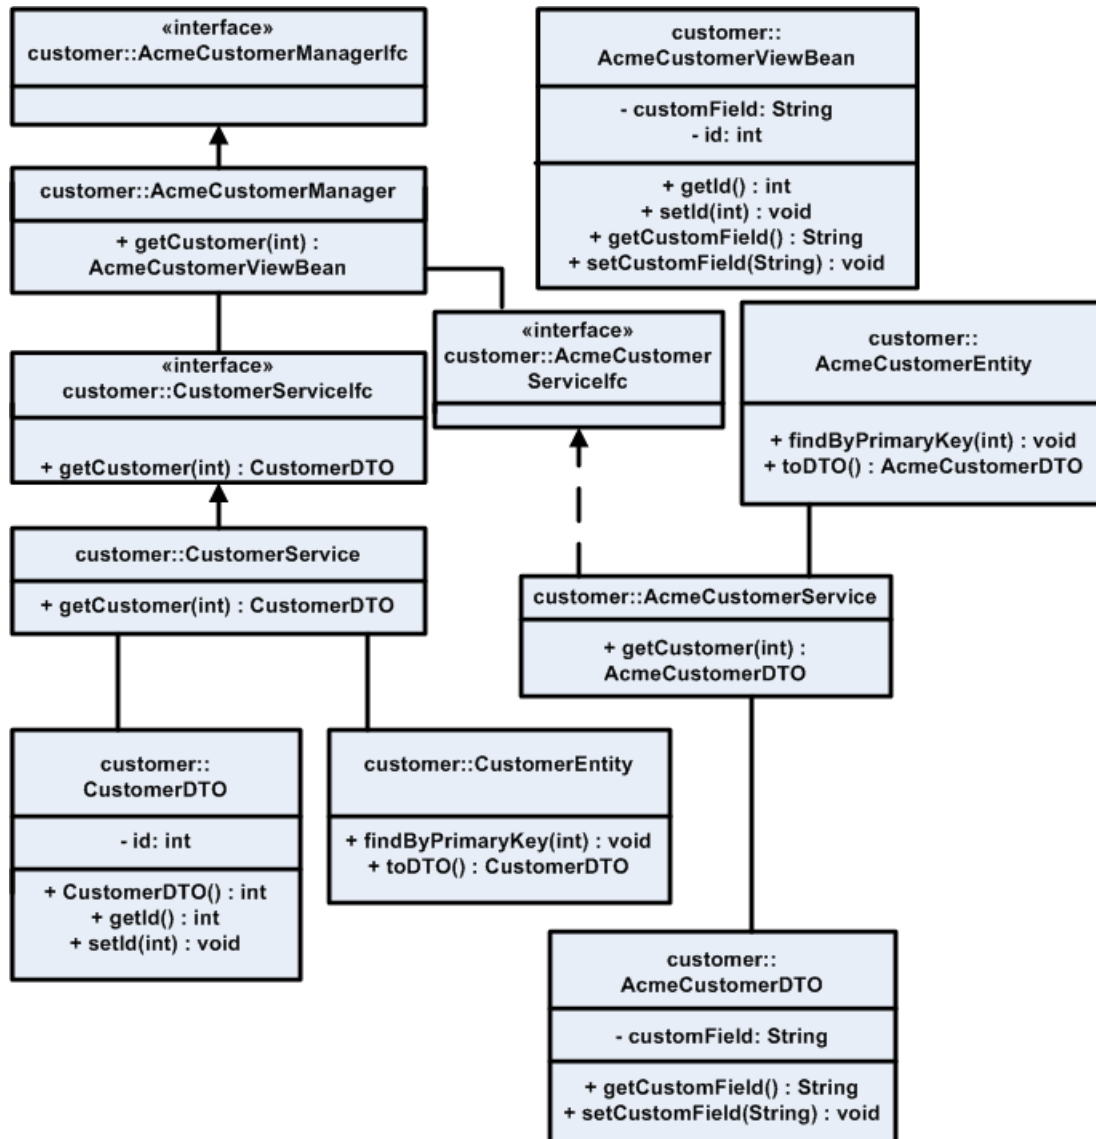 «interface»
customer::AcmeCustomerManagerIfc
customer::
AcmeCustomerViewBean
- customField: String
- id: int
+ getId() : int
+ setId(int) : void
+ getCustomField() : String
+ setCustomField(String) : void
customer::AcmeCustomerManager
+ getCustomer(int) :
AcmeCustomerViewBean
«interface»
customer::AcmeCustomer
ServiceIfc
customer::
AcmeCustomerEntity
+ findByPrimaryKey(int) : void
+ toDTO() : AcmeCustomerDTO
«interface»
customer::CustomerServiceIfc
+ getCustomer(int) : CustomerDTO
customer::CustomerService
+ getCustomer(int) : CustomerDTO
customer::AcmeCustomerService
+ getCustomer(int) :
AcmeCustomerDTO
customer::
CustomerDTO
- id: int
+ CustomerDTO() : int
+ getId() : int
+ setId(int) : void
customer::CustomerEntity
+ findByPrimaryKey(int) : void
+ toDTO() : CustomerDTO
customer::
AcmeCustomerDTO
- customField: String
+ getCustomField() : String
+ setCustomField(String) : void